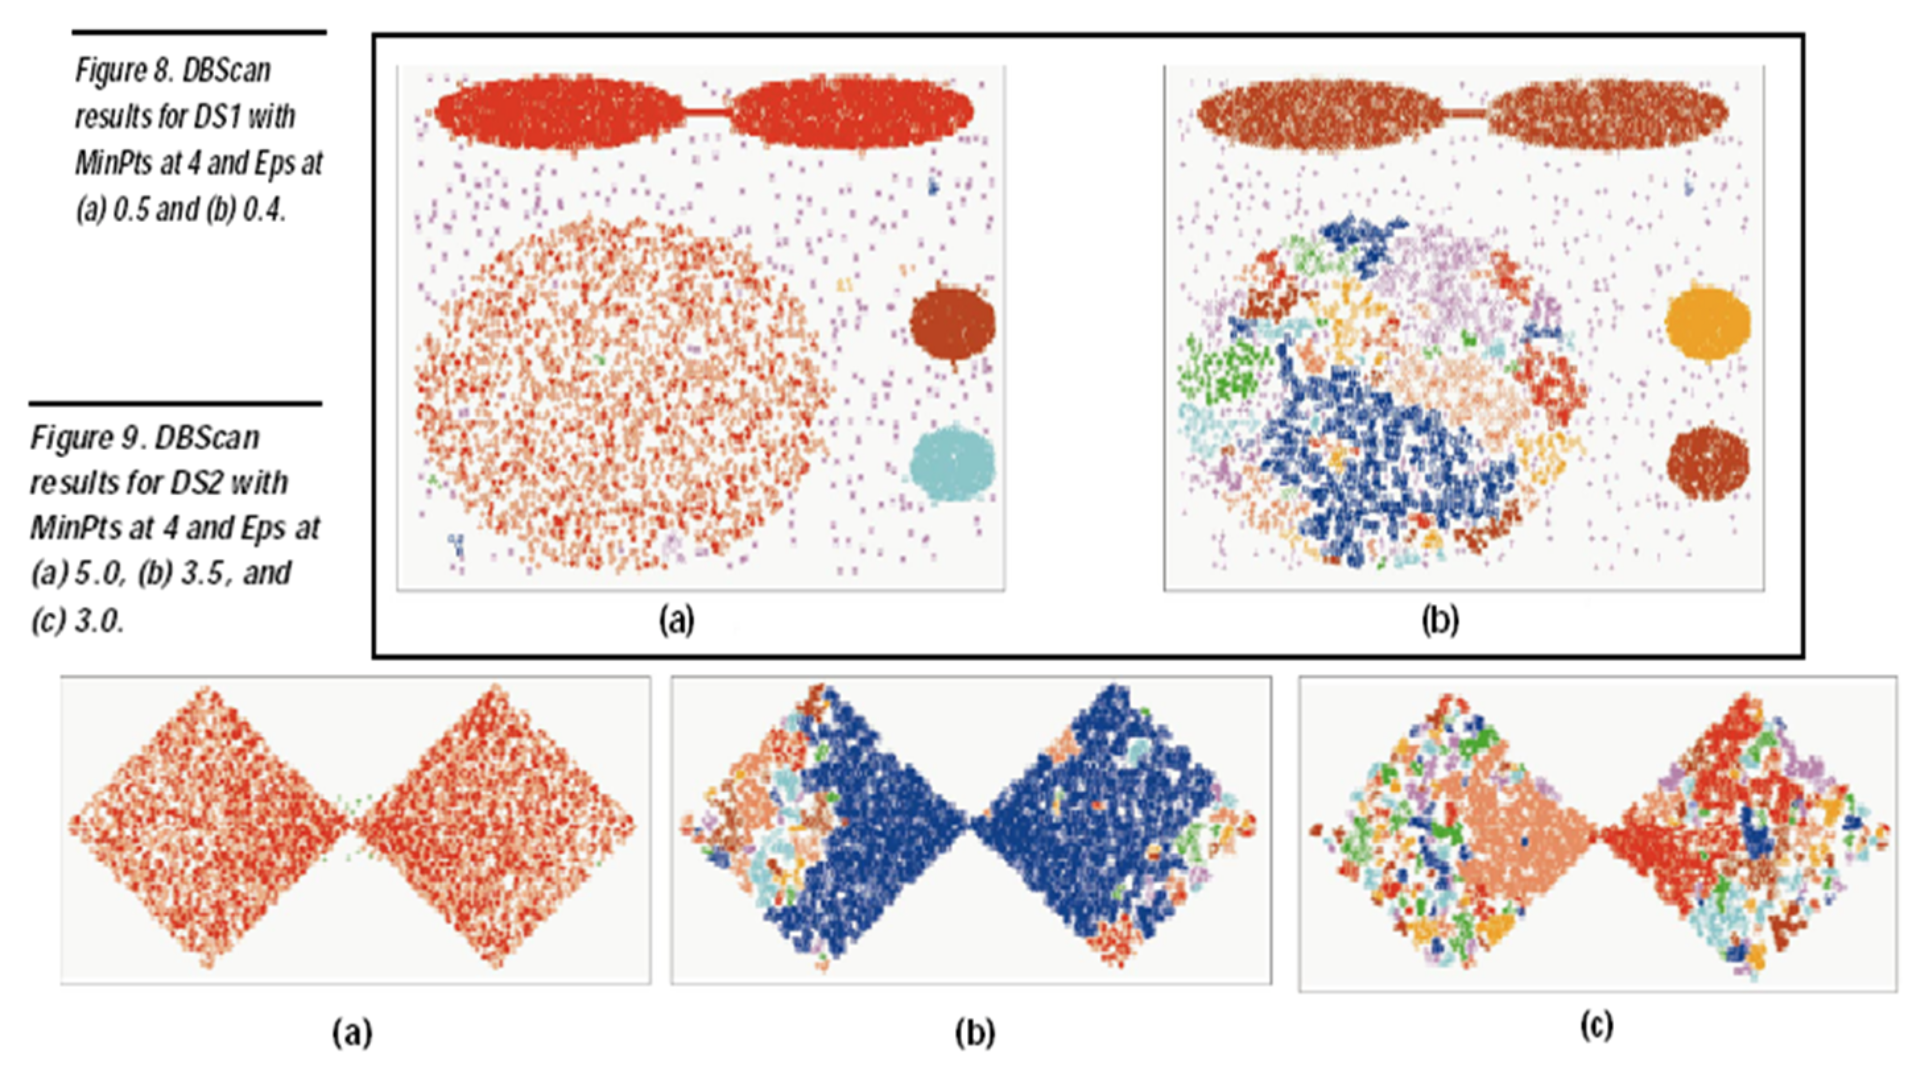 Figure 8. DBScan
results for DS1 with
MinPts at 4 and Eps at
(a) 0.5 and (b) 0.4.
(a)
(b)
Figure 9. DBScan
results for DS2 with
MinPts at 4 and Eps at
(a) 5.0, (b) 3.5, and
(c) 3.0.
(a)
(b)
(c)